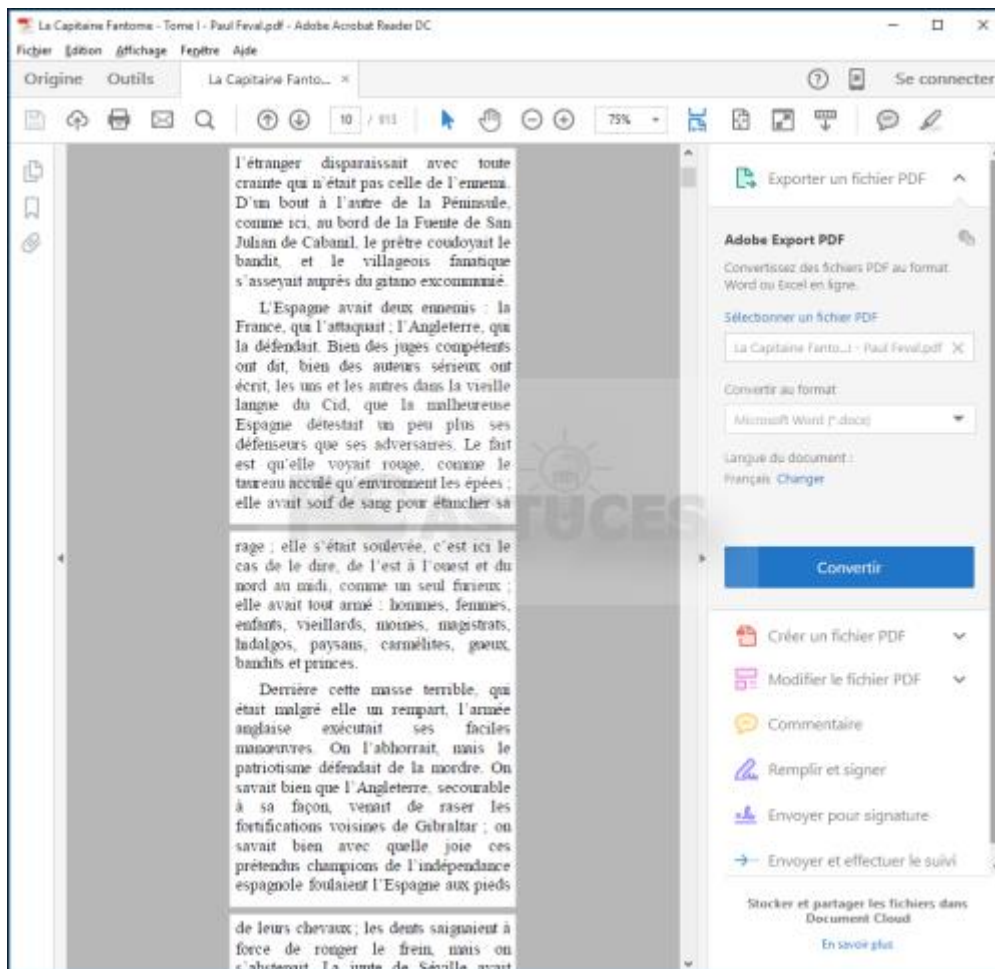 La Capitaine Fantome - Tome I - Paul Feval.pdf - Adobe Acrobat Reader DC
Fichier Edition Affichage Fenêtre Aide
Origine Outils La Capitaine Fanto... × Se connecter
10 / 913 75%
l'étranger disparaissait avec toute
crainte qui n'était pas celle de l'ennemi.
D'un bout à l'autre de la Péninsule,
comme ici, au bord de la Fuente de San
Julian de Cabanil, le prêtre coudoyait le
bandit, et le villageois fanatique
s'asseyait auprès du gitano excommunié.
L'Espagne avait deux ennemis : la
France, qui l'attaquait ; l'Angleterre, qui
la défendait. Bien des juges compétents
ont dit, bien des auteurs sérieux ont
écrit, les uns et les autres dans la vieille
langue du Cid, que la malheureuse
Espagne détestait un peu plus ses
défenseurs que ses adversaires. Le fait
est qu'elle voyait rouge, comme le
taureau acculé qu'environnent les épées ;
elle avait soif de sang pour étancher sa
rage ; elle s'était soulevée, c'est ici le
cas de le dire, de l'est à l'ouest et du
nord au midi, comme un seul furieux ;
elle avait tout armé : hommes, femmes,
enfants, vieillards, moines, magistrats,
hidalgos, paysans, carmélites, gueux,
bandits et princes.
Derrière cette masse terrible, qui
était malgré elle un rempart, l'armée
anglaise exécutait ses faciles
manœuvres. On l'abhorrait, mais le
patriotisme défendait de la mordre. On
savait bien que l'Angleterre, secourable
à sa façon, venait de raser les
fortifications voisines de Gibraltar ; on
savait bien avec quelle joie ces
prétendus champions de l'indépendance
espagnole foulaient l'Espagne aux pieds
de leurs chevaux ; les dents saignaient à
force de ronger le frein, mais on
s'abstenait. La junte de Séville avait
ASTUCES
Exporter un fichier PDF
Adobe Export PDF
Convertissez des fichiers PDF au format
Word ou Excel en ligne.
Sélectionner un fichier PDF
La Capitaine Fanto...I - Paul Feval.pdf ×
Convertir au format
Microsoft Word (*.docx)
Langue du document :
Français Changer
Convertir
Créer un fichier PDF
Modifier le fichier PDF
Commentaire
Remplir et signer
Envoyer pour signature
Envoyer et effectuer le suivi
Stocker et partager les fichiers dans
Document Cloud
En savoir plus